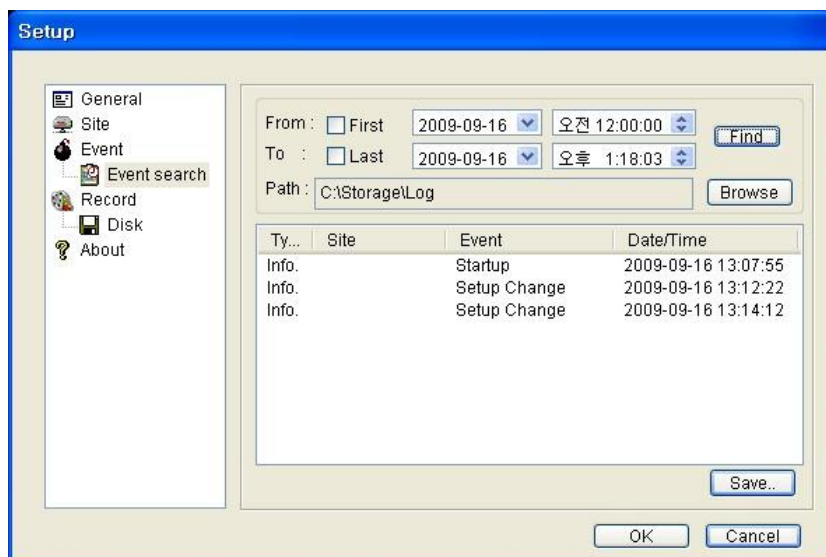 Setup
General
Site
Event
Event search
Record
Disk
About
From : First 2009-09-16 오전 12:00:00 Find
To : Last 2009-09-16 오후 1:18:03
Path : C:\Storage\Log Browse
Ty... Site Event Date/Time
Info. Startup 2009-09-16 13:07:55
Info. Setup Change 2009-09-16 13:12:22
Info. Setup Change 2009-09-16 13:14:12
Save..
OK Cancel